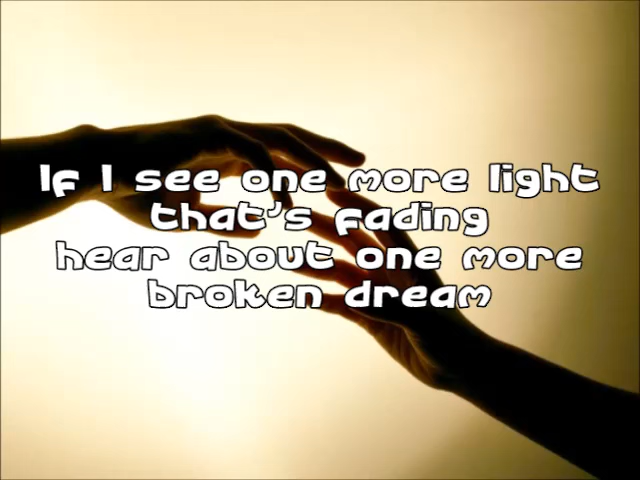 If I see one more light
that's fading
hear about one more
broken dream